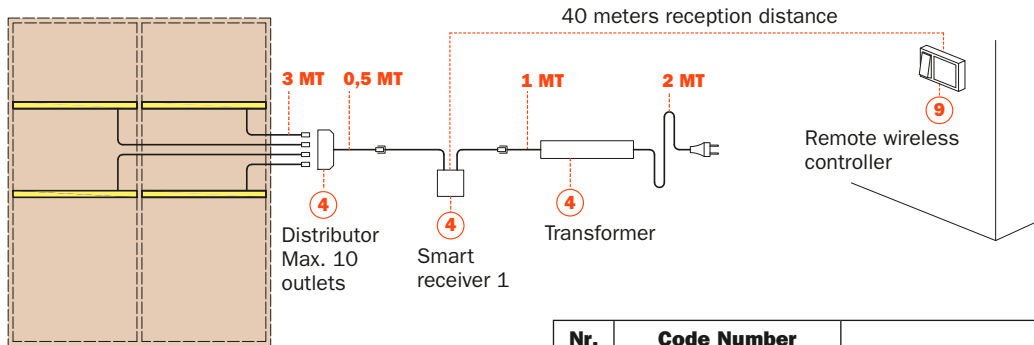 40 meters reception distance
3 MT
0,5 MT
1 MT
2 MT
9
Remote wireless
controller
4
Distributor
Max. 10
outlets
4
Smart
receiver 1
4
Transformer
Nr.
Code Number